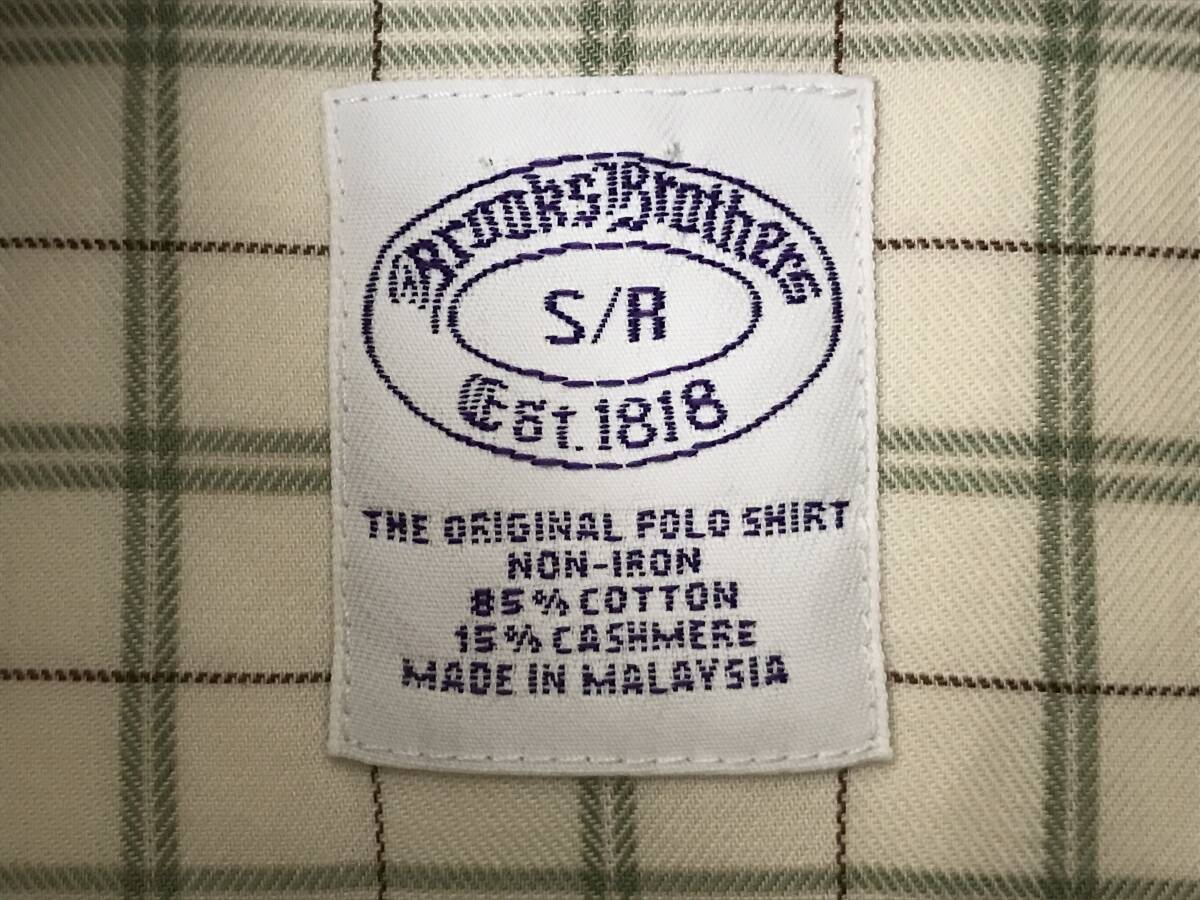 Brooks Brothers
S/R
Est. 1818
THE ORIGINAL POLO SHIRT
NON-IRON
85% COTTON
15% CASHMERE
MADE IN MALAYSIA